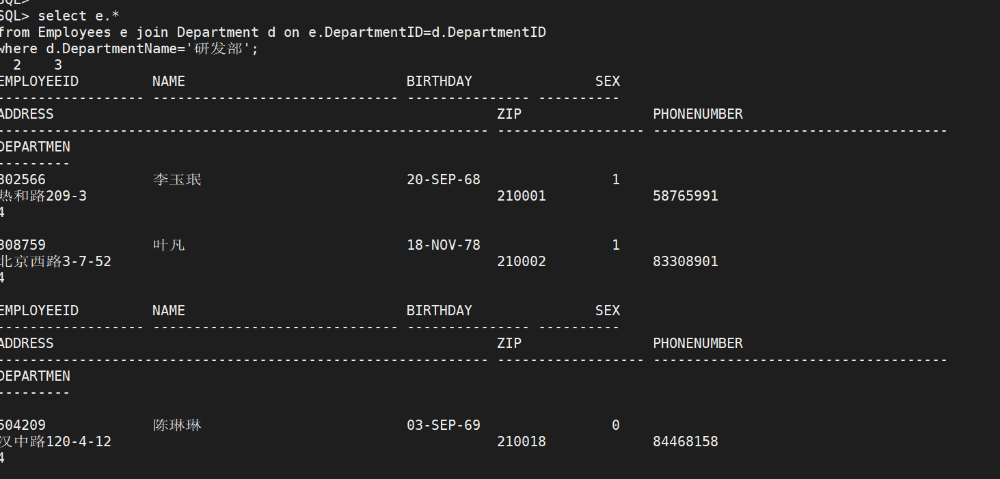 SQL>
SQL> select e.*
from Employees e join Department d on e.DepartmentID=d.DepartmentID
where d.DepartmentName='研发部';
  2    3
EMPLOYEEID         NAME                           BIRTHDAY               SEX
------------------ ------------------------------ --------------- ----------
ADDRESS                                                      ZIP                PHONENUMBER
------------------------------------------------------------ ------------------ ------------------------------------
DEPARTMEN
---------
302566             李玉珉                         20-SEP-68                1
热和路209-3                                                  210001             58765991
4
308759             叶凡                           18-NOV-78                1
北京西路3-7-52                                               210002             83308901
4
EMPLOYEEID         NAME                           BIRTHDAY               SEX
------------------ ------------------------------ --------------- ----------
ADDRESS                                                      ZIP                PHONENUMBER
------------------------------------------------------------ ------------------ ------------------------------------
DEPARTMEN
---------
504209             陈琳琳                         03-SEP-69                0
汉中路120-4-12                                               210018             84468158
4